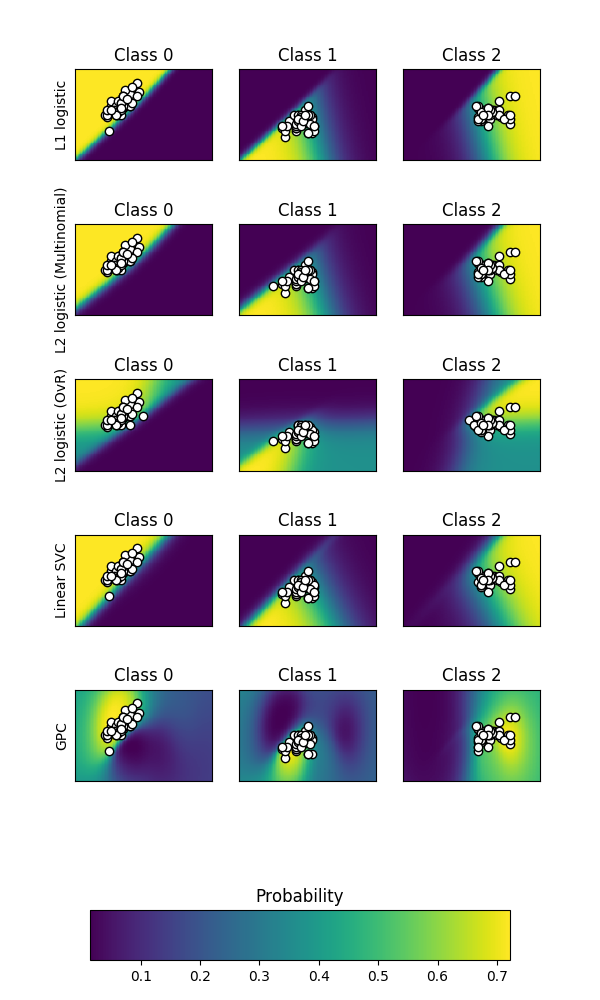 Class 0 Class 1 Class 2
L1 logistic
Class 0 Class 1 Class 2
L2 logistic (Multinomial)
Class 0 Class 1 Class 2
L2 logistic (OvR)
Class 0 Class 1 Class 2
Linear SVC
Class 0 Class 1 Class 2
GPC
Probability
0.1 0.2 0.3 0.4 0.5 0.6 0.7